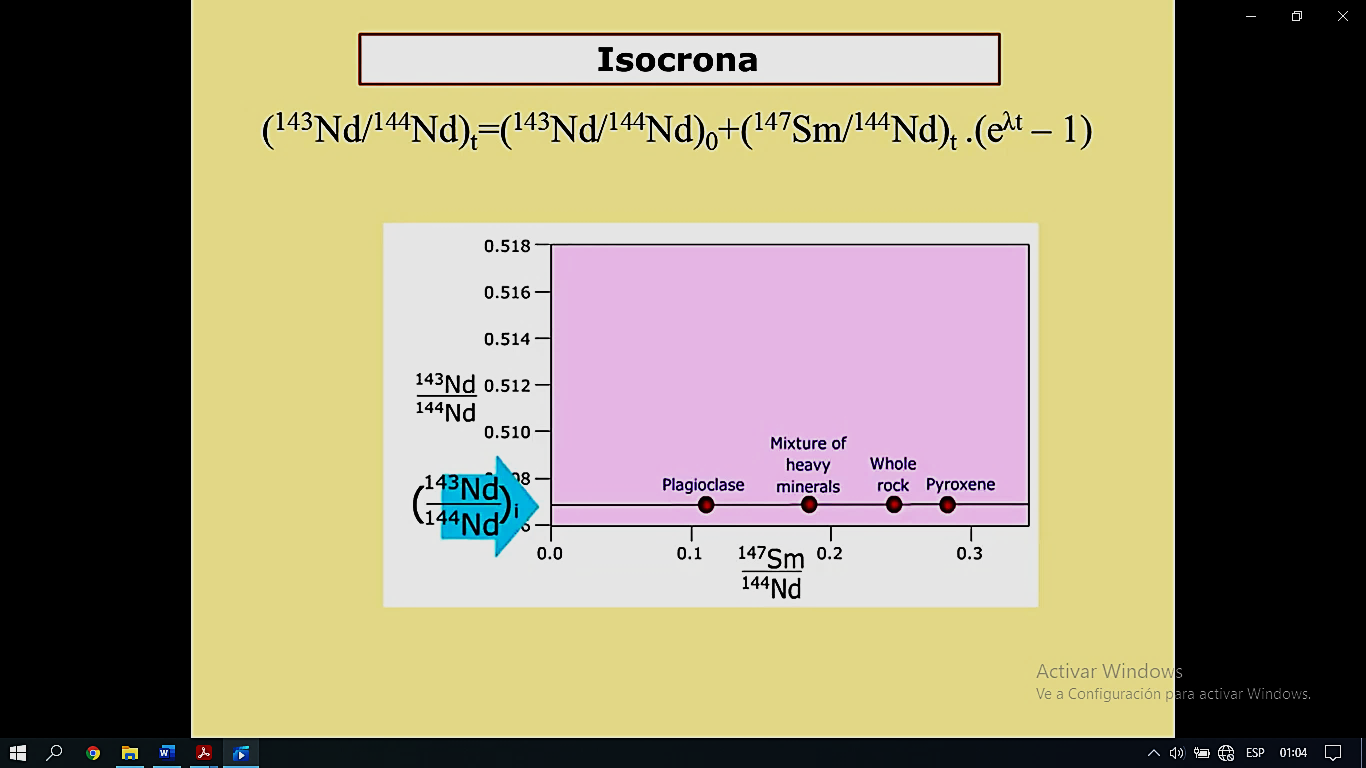 Isocrona
(¹⁴³Nd/¹⁴⁴Nd)ₜ=(¹⁴³Nd/¹⁴⁴Nd)₀+(¹⁴⁷Sm/¹⁴⁴Nd)ₜ .(e^λt – 1)
0.518
0.516
0.514
¹⁴³Nd
¹⁴⁴Nd
0.512
0.510
(¹⁴³Nd
¹⁴⁴Nd)ᵢ
Plagioclase
Mixture of
heavy
minerals
Whole
rock
Pyroxene
0.0
0.1
0.2
0.3
¹⁴⁷Sm
¹⁴⁴Nd
Activar Windows
Ve a Configuración para activar Windows.
ESP
01:04